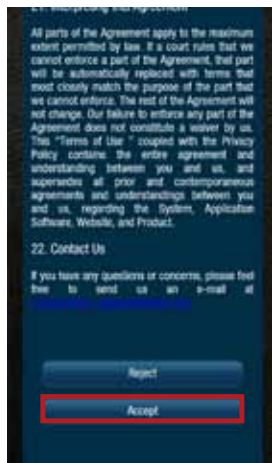 21. Interpreting this Agreement
All parts of the Agreement apply to the maximum
extent permitted by law. If a court rules that we
cannot enforce a part of the Agreement, that part
will be automatically replaced with terms that
most closely match the purpose of the part that
we cannot enforce. The rest of the Agreement will
not change. Our failure to enforce any part of the
Agreement does not constitute a waiver by us.
This "Terms of Use " coupled with the Privacy
Policy contains the entire agreement and
understanding between you and us, and
supersedes all prior and contemporaneous
agreements and understandings between you
and us, regarding the System, Application
Software, Website, and Product.
22. Contact Us
If you have any questions or concerns, please feel
free to send us an e-mail at
Reject
Accept